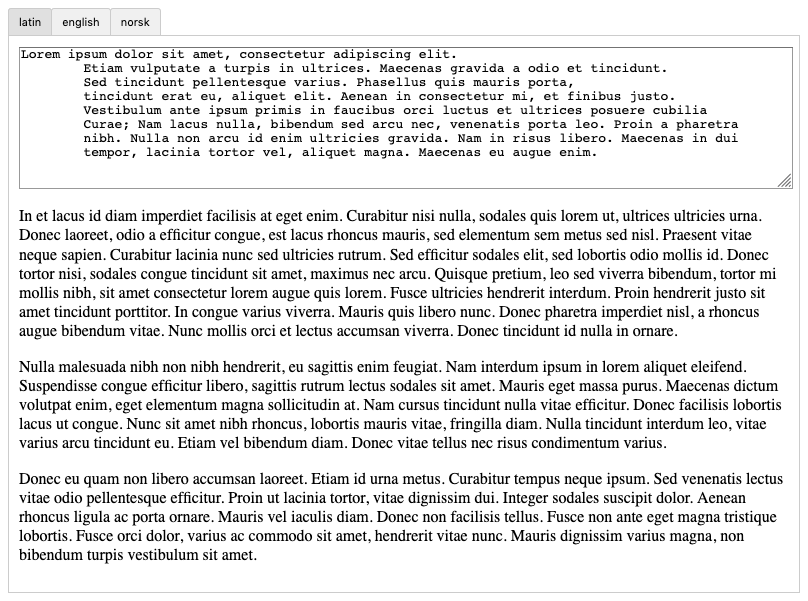 latin english norsk
Lorem ipsum dolor sit amet, consectetur adipiscing elit.
Etiam vulputate a turpis in ultrices. Maecenas gravida a odio et tincidunt.
Sed tincidunt pellentesque varius. Phasellus quis mauris porta,
tincidunt erat eu, aliquet elit. Aenean in consectetur mi, et finibus justo.
Vestibulum ante ipsum primis in faucibus orci luctus et ultrices posuere cubilia
Curae; Nam lacus nulla, bibendum sed arcu nec, venenatis porta leo. Proin a pharetra
nibh. Nulla non arcu id enim ultricies gravida. Nam in risus libero. Maecenas in dui
tempor, lacinia tortor vel, aliquet magna. Maecenas eu augue enim.
In et lacus id diam imperdiet facilisis at eget enim. Curabitur nisi nulla, sodales quis lorem ut, ultrices ultricies urna.
Donec laoreet, odio a efficitur congue, est lacus rhoncus mauris, sed elementum sem metus sed nisl. Praesent vitae
neque sapien. Curabitur lacinia nunc sed ultricies rutrum. Sed efficitur sodales elit, sed lobortis odio mollis id. Donec
tortor nisi, sodales congue tincidunt sit amet, maximus nec arcu. Quisque pretium, leo sed viverra bibendum, tortor mi
mollis nibh, sit amet consectetur lorem augue quis lorem. Fusce ultricies hendrerit interdum. Proin hendrerit justo sit
amet tincidunt porttitor. In congue varius viverra. Mauris quis libero nunc. Donec pharetra imperdiet nisl, a rhoncus
augue bibendum vitae. Nunc mollis orci et lectus accumsan viverra. Donec tincidunt id nulla in ornare.
Nulla malesuada nibh non nibh hendrerit, eu sagittis enim feugiat. Nam interdum ipsum in lorem aliquet eleifend.
Suspendisse congue efficitur libero, sagittis rutrum lectus sodales sit amet. Mauris eget massa purus. Maecenas dictum
volutpat enim, eget elementum magna sollicitudin at. Nam cursus tincidunt nulla vitae efficitur. Donec facilisis lobortis
lacus ut congue. Nunc sit amet nibh rhoncus, lobortis mauris vitae, fringilla diam. Nulla tincidunt interdum leo, vitae
varius arcu tincidunt eu. Etiam vel bibendum diam. Donec vitae tellus nec risus condimentum varius.
Donec eu quam non libero accumsan laoreet. Etiam id urna metus. Curabitur tempus neque ipsum. Sed venenatis lectus
vitae odio pellentesque efficitur. Proin ut lacinia tortor, vitae dignissim dui. Integer sodales suscipit dolor. Aenean
rhoncus ligula ac porta ornare. Mauris vel iaculis diam. Donec non facilisis tellus. Fusce non ante eget magna tristique
lobortis. Fusce orci dolor, varius ac commodo sit amet, hendrerit vitae nunc. Mauris dignissim varius magna, non
bibendum turpis vestibulum sit amet.